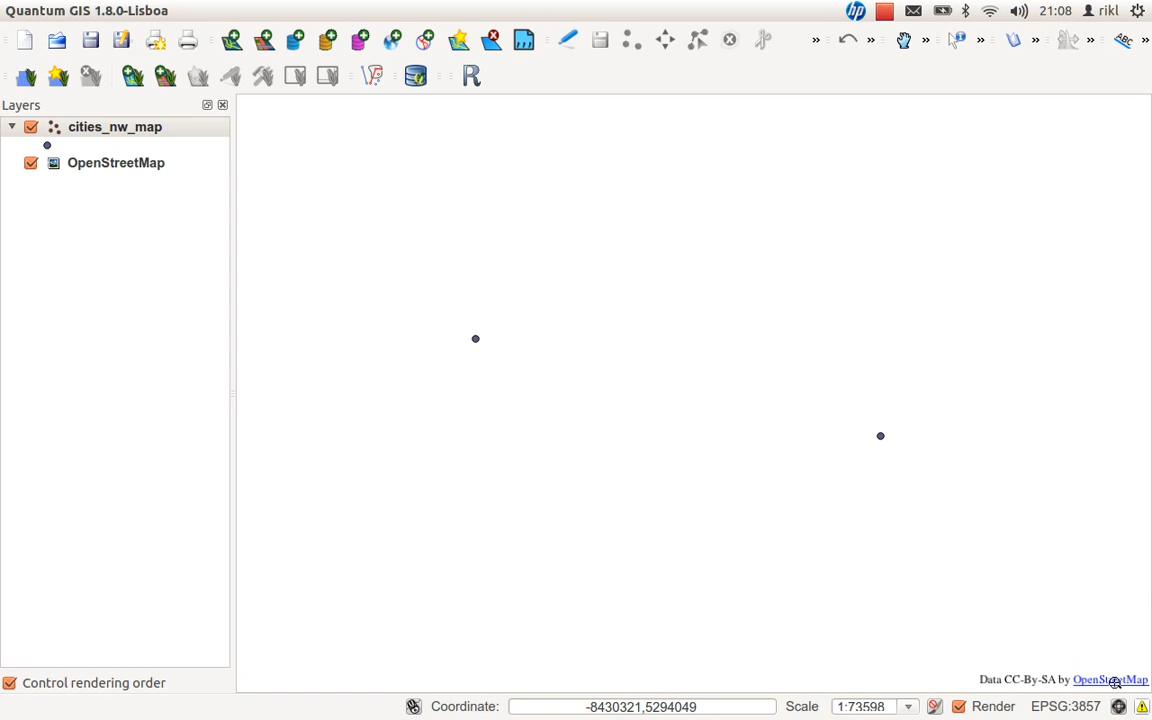 Quantum GIS 1.8.0-Lisboa
21:08 rikl
Layers
cities_nw_map
OpenStreetMap
Data CC-By-SA by OpenStreetMap
Control rendering order
Coordinate: -8430321,5294049 Scale 1:73598 Render EPSG:3857